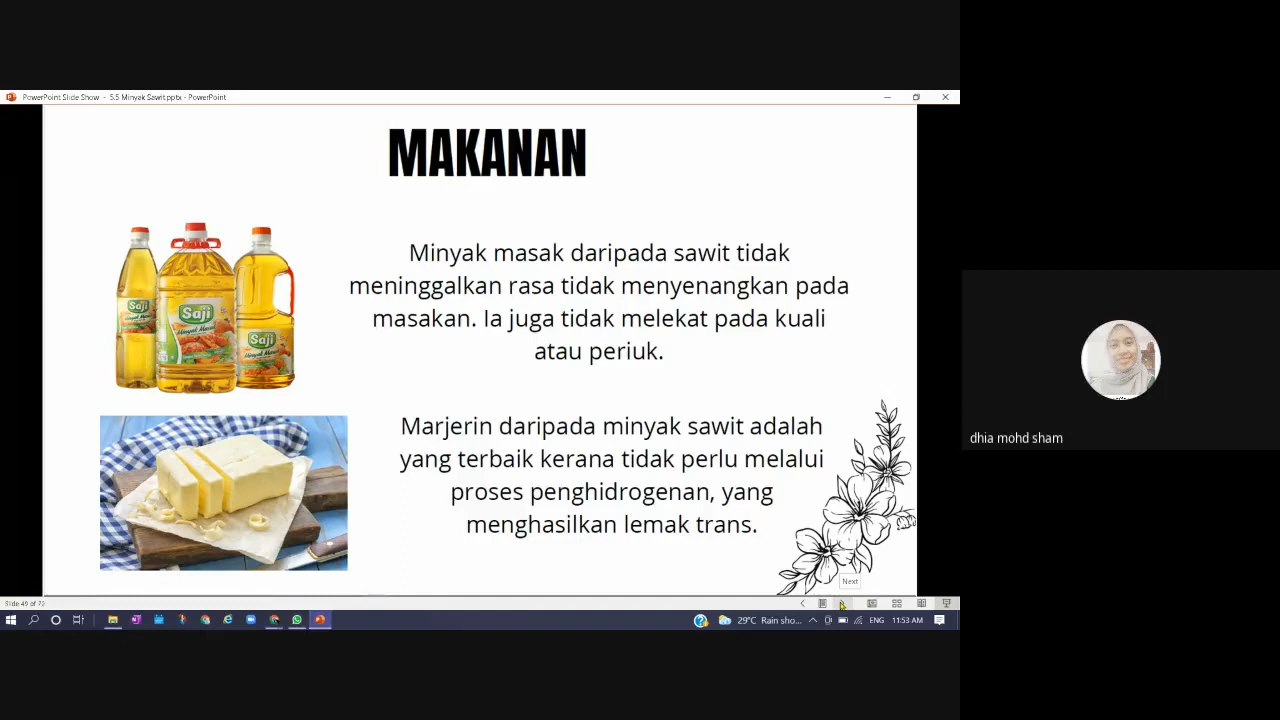 PowerPoint Slide Show - 5.5 Minyak Sawit.pptx - PowerPoint
MAKANAN
Minyak masak daripada sawit tidak
meninggalkan rasa tidak menyenangkan pada
masakan. Ia juga tidak melekat pada kuali
atau periuk.
Saji
Saji
Minyak Masak
Saji
Marjerin daripada minyak sawit adalah
yang terbaik kerana tidak perlu melalui
proses penghidrogenan, yang
menghasilkan lemak trans.
dhia mohd sham
Next
29°C Rain sho...
ENG
11:53 AM